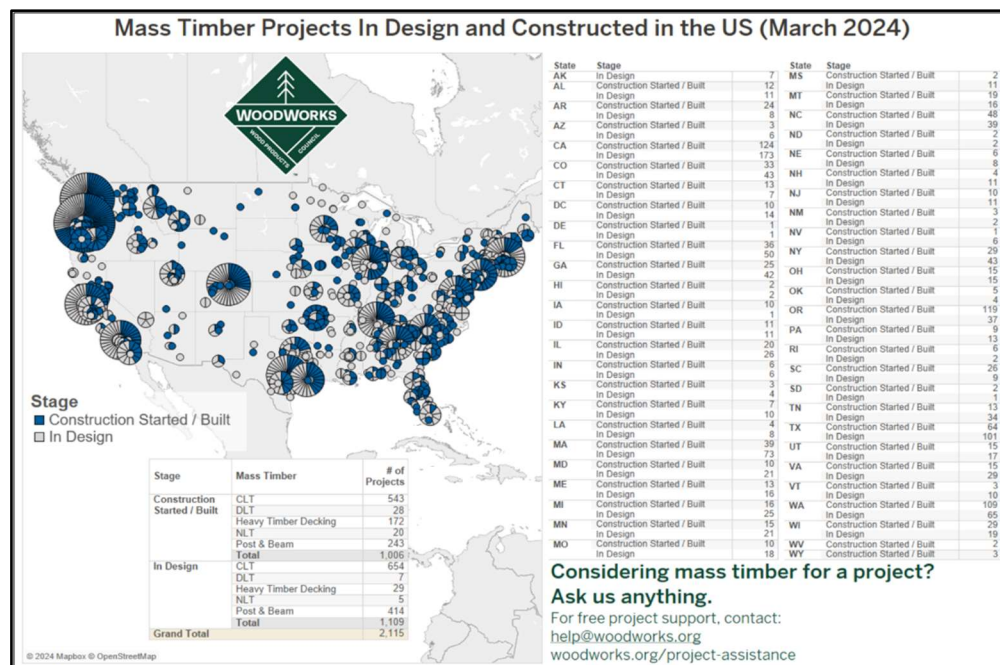 Mass Timber Projects In Design and Constructed in the US (March 2024)
WOODWORKS
WOOD PRODUCTS COUNCIL
Stage
Construction Started / Built
In Design
Stage Mass Timber # of Projects
Construction Started / Built CLT 543
DLT 28
Heavy Timber Decking 172
NLT 20
Post & Beam 243
Total 1,006
In Design CLT 654
DLT 7
Heavy Timber Decking 29
NLT 5
Post & Beam 414
Total 1,109
Grand Total 2,115
© 2024 Mapbox © OpenStreetMap
State Stage
AK In Design 7
AL Construction Started / Built 12
In Design 11
AR Construction Started / Built 24
In Design 8
AZ Construction Started / Built 3
In Design 6
CA Construction Started / Built 124
In Design 173
CO Construction Started / Built 33
In Design 43
CT Construction Started / Built 13
In Design 7
DC Construction Started / Built 10
In Design 14
DE Construction Started / Built 1
In Design 1
FL Construction Started / Built 36
In Design 50
GA Construction Started / Built 25
In Design 42
HI Construction Started / Built 2
In Design 2
IA Construction Started / Built 10
In Design 1
ID Construction Started / Built 11
In Design 11
IL Construction Started / Built 20
In Design 26
IN Construction Started / Built 6
In Design 6
KS Construction Started / Built 3
In Design 4
KY Construction Started / Built 7
In Design 10
LA Construction Started / Built 4
In Design 8
MA Construction Started / Built 39
In Design 73
MD Construction Started / Built 10
In Design 21
ME Construction Started / Built 13
In Design 16
MI Construction Started / Built 16
In Design 25
MN Construction Started / Built 15
In Design 21
MO Construction Started / Built 10
In Design 18
State Stage
MS Construction Started / Built 2
In Design 11
MT Construction Started / Built 19
In Design 16
NC Construction Started / Built 48
In Design 39
ND Construction Started / Built 2
In Design 2
NE Construction Started / Built 6
In Design 8
NH Construction Started / Built 4
In Design 11
NJ Construction Started / Built 10
In Design 11
NM Construction Started / Built 3
In Design 2
NV Construction Started / Built 1
In Design 6
NY Construction Started / Built 29
In Design 43
OH Construction Started / Built 15
In Design 15
OK Construction Started / Built 5
In Design 4
OR Construction Started / Built 119
In Design 37
PA Construction Started / Built 9
In Design 13
RI Construction Started / Built 6
In Design 2
SC Construction Started / Built 26
In Design 9
SD Construction Started / Built 2
In Design 1
TN Construction Started / Built 13
In Design 34
TX Construction Started / Built 64
In Design 101
UT Construction Started / Built 15
In Design 17
VA Construction Started / Built 15
In Design 29
VT Construction Started / Built 3
In Design 10
WA Construction Started / Built 109
In Design 65
WI Construction Started / Built 29
In Design 19
WV Construction Started / Built 2
WY Construction Started / Built 3
Considering mass timber for a project?
Ask us anything.
For free project support, contact:
help@woodworks.org
woodworks.org/project-assistance